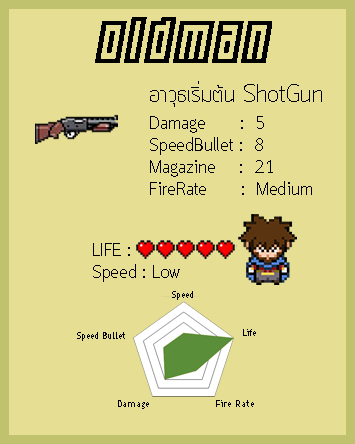 oldman
อาวุธเริ่มต้น ShotGun
Damage : 5
SpeedBullet : 8
Magazine : 21
FireRate : Medium
LIFE :
Speed : Low
Speed
Speed Bullet
Life
Damage
Fire Rate